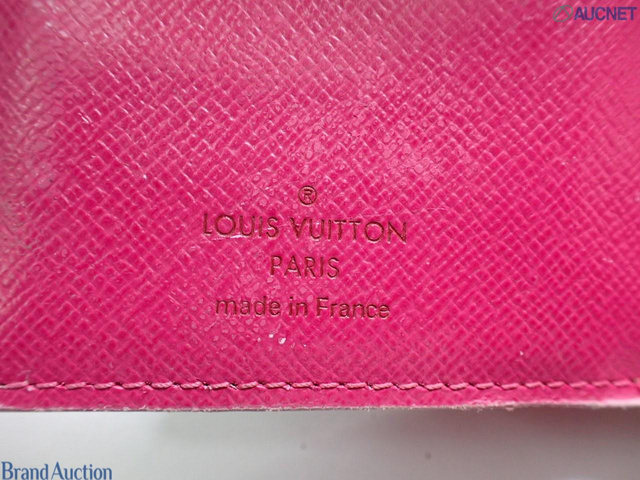 AUCNET
®
LOUIS VUITTON
PARIS
made in France
Brand Auction